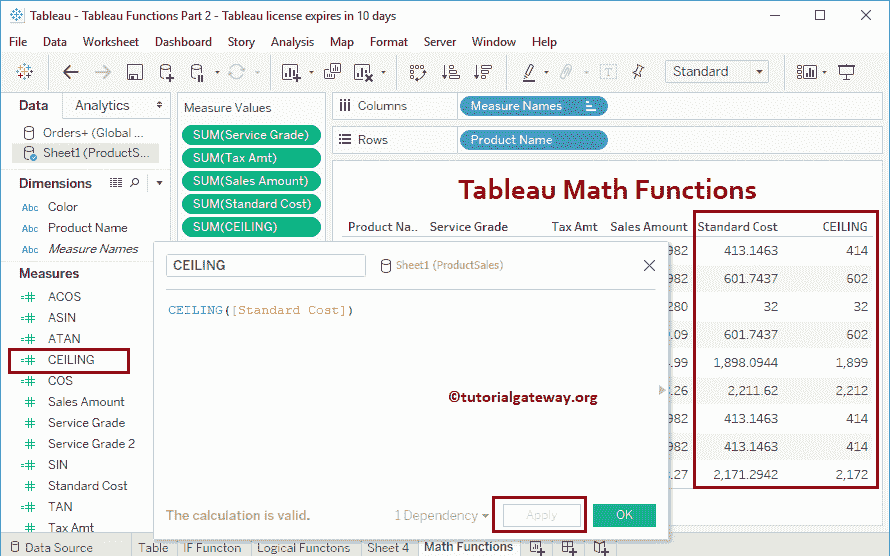 Tableau - Tableau Functions Part 2 - Tableau license expires in 10 days
File Data Worksheet Dashboard Story Analysis Map Format Server Window Help
Standard
Data Analytics
Orders+ (Global ...
Sheet1 (ProductS...
Dimensions
Abc Color
Abc Product Name
Abc Measure Names
Measures
ACOS
ASIN
ATAN
CEILING
COS
Sales Amount
Service Grade
Service Grade 2
SIN
Standard Cost
TAN
Tax Amt
Measure Values
SUM(Service Grade)
SUM(Tax Amt)
SUM(Sales Amount)
SUM(Standard Cost)
SUM(CEILING)
Columns Measure Names
Rows Product Name
Tableau Math Functions
Product Na.. Service Grade Tax Amt Sales Amount Standard Cost CEILING
982 413.1463 414
601.7437 602
280 32 32
.09 601.7437 602
.99 1,898.0944 1,899
.26 2,211.62 2,212
982 413.1463 414
982 413.1463 414
.27 2,171.2942 2,172
CEILING Sheet1 (ProductSales)
CEILING([Standard Cost])
©tutorialgateway.org
The calculation is valid. 1 Dependency Apply OK
Data Source Table IF Functon Logical Functons Sheet 4 Math Functions